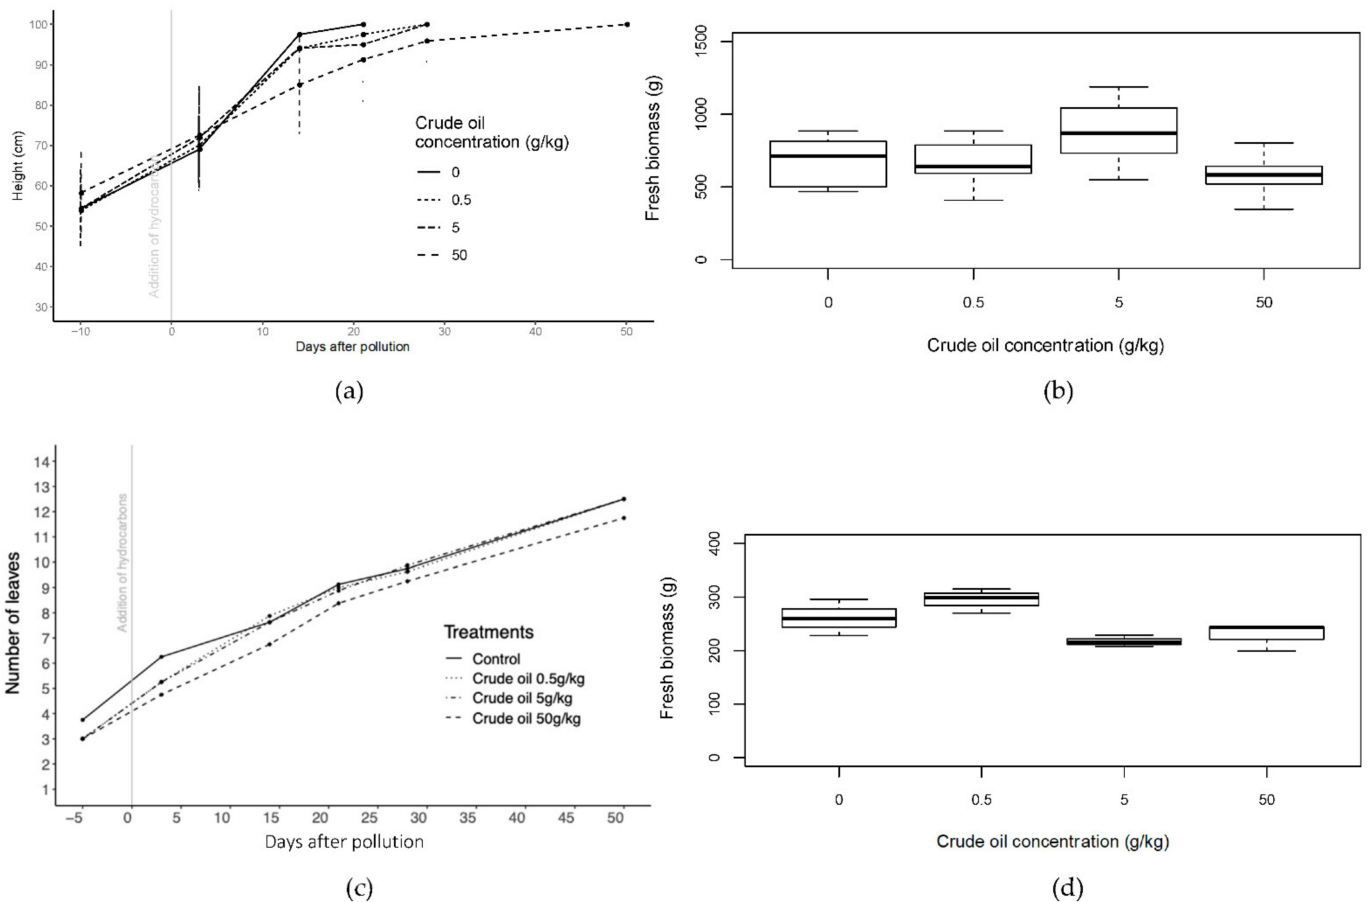 100
90
80
70
60
50
40
30
Height (cm)
Addition of hydrocarbons
Crude oil
concentration (g/kg)
0
0.5
5
50
−10
0
10
20
30
40
50
Days after pollution
(a)
1500
1000
500
0
Fresh biomass (g)
0
0.5
5
50
Crude oil concentration (g/kg)
(b)
14
13
12
11
10
9
8
7
6
5
4
3
2
1
Number of leaves
Addition of hydrocarbons
Treatments
Control
Crude oil 0.5g/kg
Crude oil 5g/kg
Crude oil 50g/kg
−5
0
5
10
15
20
25
30
35
40
45
50
Days after pollution
(c)
400
300
200
100
0
Fresh biomass (g)
0
0.5
5
50
Crude oil concentration (g/kg)
(d)